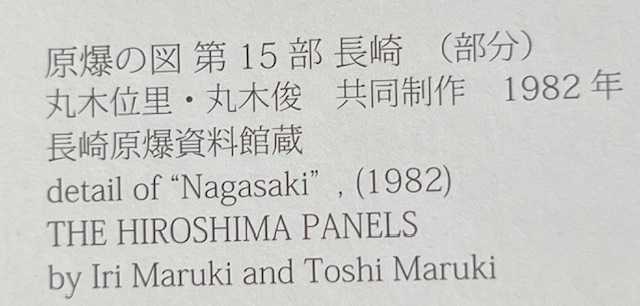 原爆の図 第 15 部 長崎 （部分）
丸木位里・丸木俊　共同制作　1982 年
長崎原爆資料館蔵
detail of “Nagasaki” , (1982)
THE HIROSHIMA PANELS
by Iri Maruki and Toshi Maruki